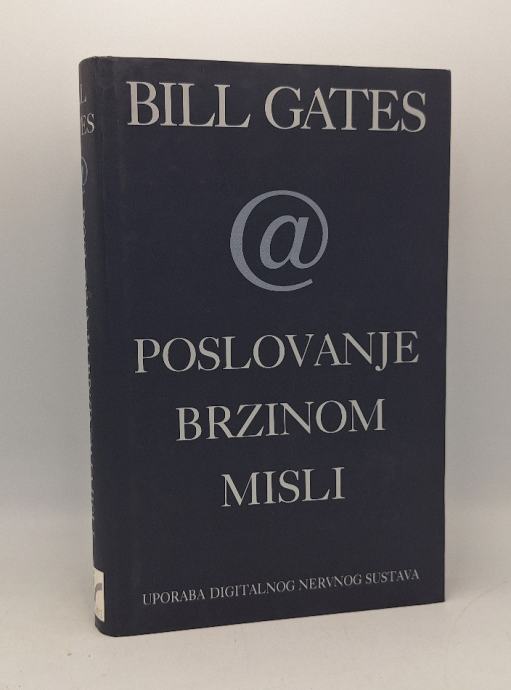 BILL GATES
@
POSLOVANJE
BRZINOM
MISLI
UPORABA DIGITALNOG NERVNOG SUSTAVA